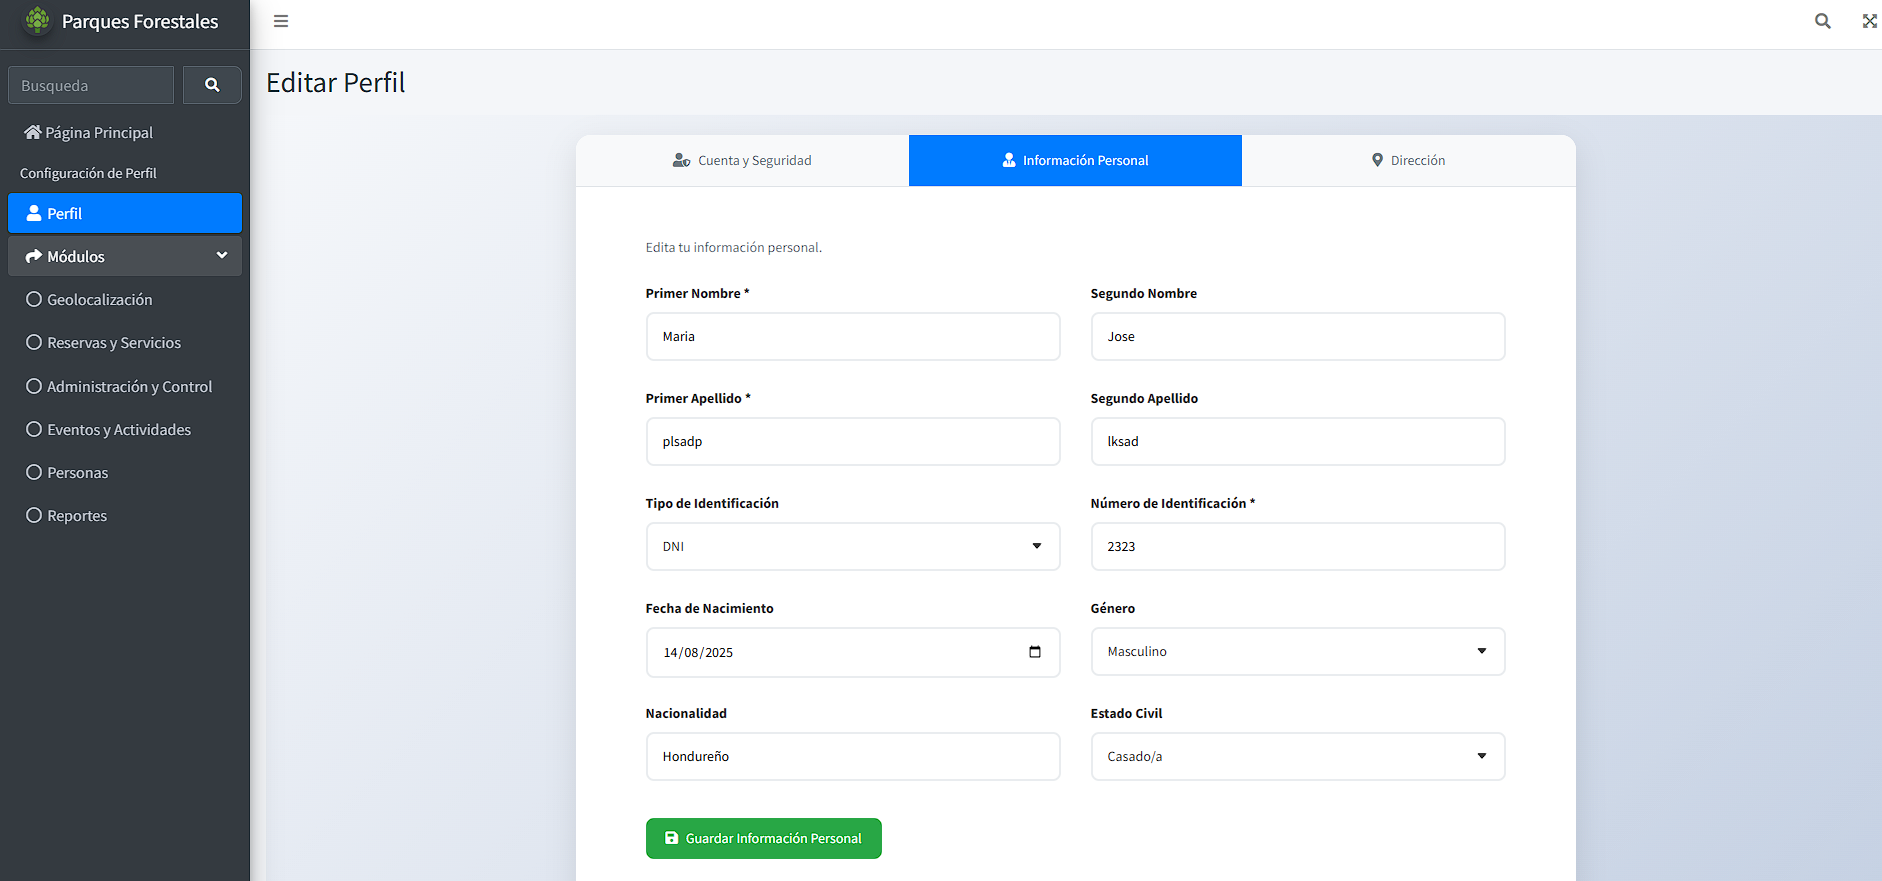 Parques Forestales
Busqueda
Página Principal
Configuración de Perfil
Perfil
Módulos
Geolocalización
Reservas y Servicios
Administración y Control
Eventos y Actividades
Personas
Reportes
Editar Perfil
Cuenta y Seguridad
Información Personal
Dirección
Edita tu información personal.
Primer Nombre *
Segundo Nombre
Maria
Jose
Primer Apellido *
Segundo Apellido
plsadp
lksad
Tipo de Identificación
Número de Identificación *
DNI
2323
Fecha de Nacimiento
Género
14/08/2025
Masculino
Nacionalidad
Estado Civil
Hondureño
Casado/a
Guardar Información Personal